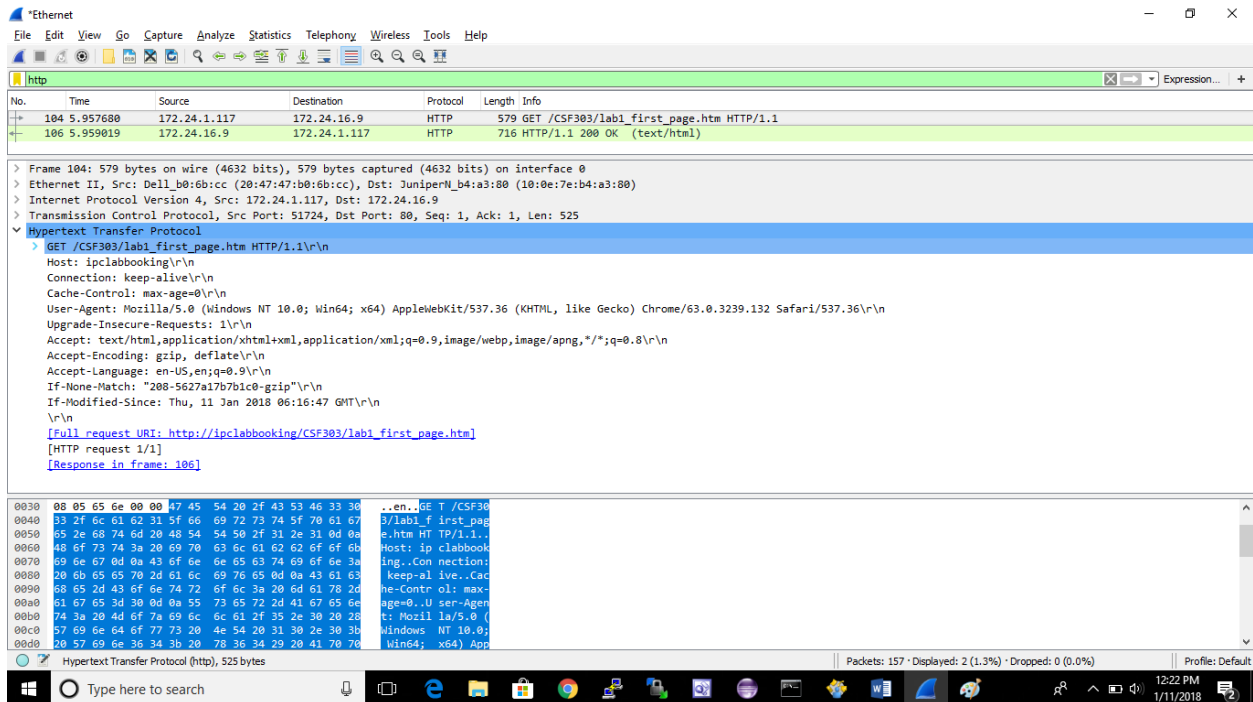 *Ethernet
File Edit View Go Capture Analyze Statistics Telephony Wireless Tools Help
http Expression... +
No. Time Source Destination Protocol Length Info
104 5.957680 172.24.1.117 172.24.16.9 HTTP 579 GET /CSF303/lab1_first_page.htm HTTP/1.1
106 5.959019 172.24.16.9 172.24.1.117 HTTP 716 HTTP/1.1 200 OK (text/html)
> Frame 104: 579 bytes on wire (4632 bits), 579 bytes captured (4632 bits) on interface 0
> Ethernet II, Src: Dell_b0:6b:cc (20:47:47:b0:6b:cc), Dst: JuniperN_b4:a3:80 (10:0e:7e:b4:a3:80)
> Internet Protocol Version 4, Src: 172.24.1.117, Dst: 172.24.16.9
> Transmission Control Protocol, Src Port: 51724, Dst Port: 80, Seq: 1, Ack: 1, Len: 525
Hypertext Transfer Protocol
> GET /CSF303/lab1_first_page.htm HTTP/1.1\r\n
Host: ipclabbooking\r\n
Connection: keep-alive\r\n
Cache-Control: max-age=0\r\n
User-Agent: Mozilla/5.0 (Windows NT 10.0; Win64; x64) AppleWebKit/537.36 (KHTML, like Gecko) Chrome/63.0.3239.132 Safari/537.36\r\n
Upgrade-Insecure-Requests: 1\r\n
Accept: text/html,application/xhtml+xml,application/xml;q=0.9,image/webp,image/apng,*/*;q=0.8\r\n
Accept-Encoding: gzip, deflate\r\n
Accept-Language: en-US,en;q=0.9\r\n
If-None-Match: "208-5627a17b7b1c0-gzip"\r\n
If-Modified-Since: Thu, 11 Jan 2018 06:16:47 GMT\r\n
\r\n
[Full request URI: http://ipclabbooking/CSF303/lab1_first_page.htm]
[HTTP request 1/1]
[Response in frame: 106]
0030 08 05 65 6e 00 00 47 45 54 20 2f 43 53 46 33 30 ..en..GE T /CSF30
0040 33 2f 6c 61 62 31 5f 66 69 72 73 74 5f 70 61 67 3/lab1_f irst_pag
0050 65 2e 68 74 6d 20 48 54 54 50 2f 31 2e 31 0d 0a e.htm HT TP/1.1..
0060 48 6f 73 74 3a 20 69 70 63 6c 61 62 62 6f 6f 6b Host: ip clabbook
0070 69 6e 67 0d 0a 43 6f 6e 6e 65 63 74 69 6f 6e 3a ing..Con nection:
0080 20 6b 65 65 70 2d 61 6c 69 76 65 0d 0a 43 61 63 keep-al ive..Cac
0090 68 65 2d 43 6f 6e 74 72 6f 6c 3a 20 6d 61 78 2d he-Contr ol: max-
00a0 61 67 65 3d 30 0d 0a 55 73 65 72 2d 41 67 65 6e age=0..U ser-Agen
00b0 74 3a 20 4d 6f 7a 69 6c 6c 61 2f 35 2e 30 20 28 t: Mozil la/5.0 (
00c0 57 69 6e 64 6f 77 73 20 4e 54 20 31 30 2e 30 3b Windows NT 10.0;
00d0 20 57 69 6e 36 34 3b 20 78 36 34 29 20 41 70 70 Win64; x64) App
Hypertext Transfer Protocol (http), 525 bytes Packets: 157 · Displayed: 2 (1.3%) · Dropped: 0 (0.0%) Profile: Default
Type here to search 12:22 PM
1/11/2018